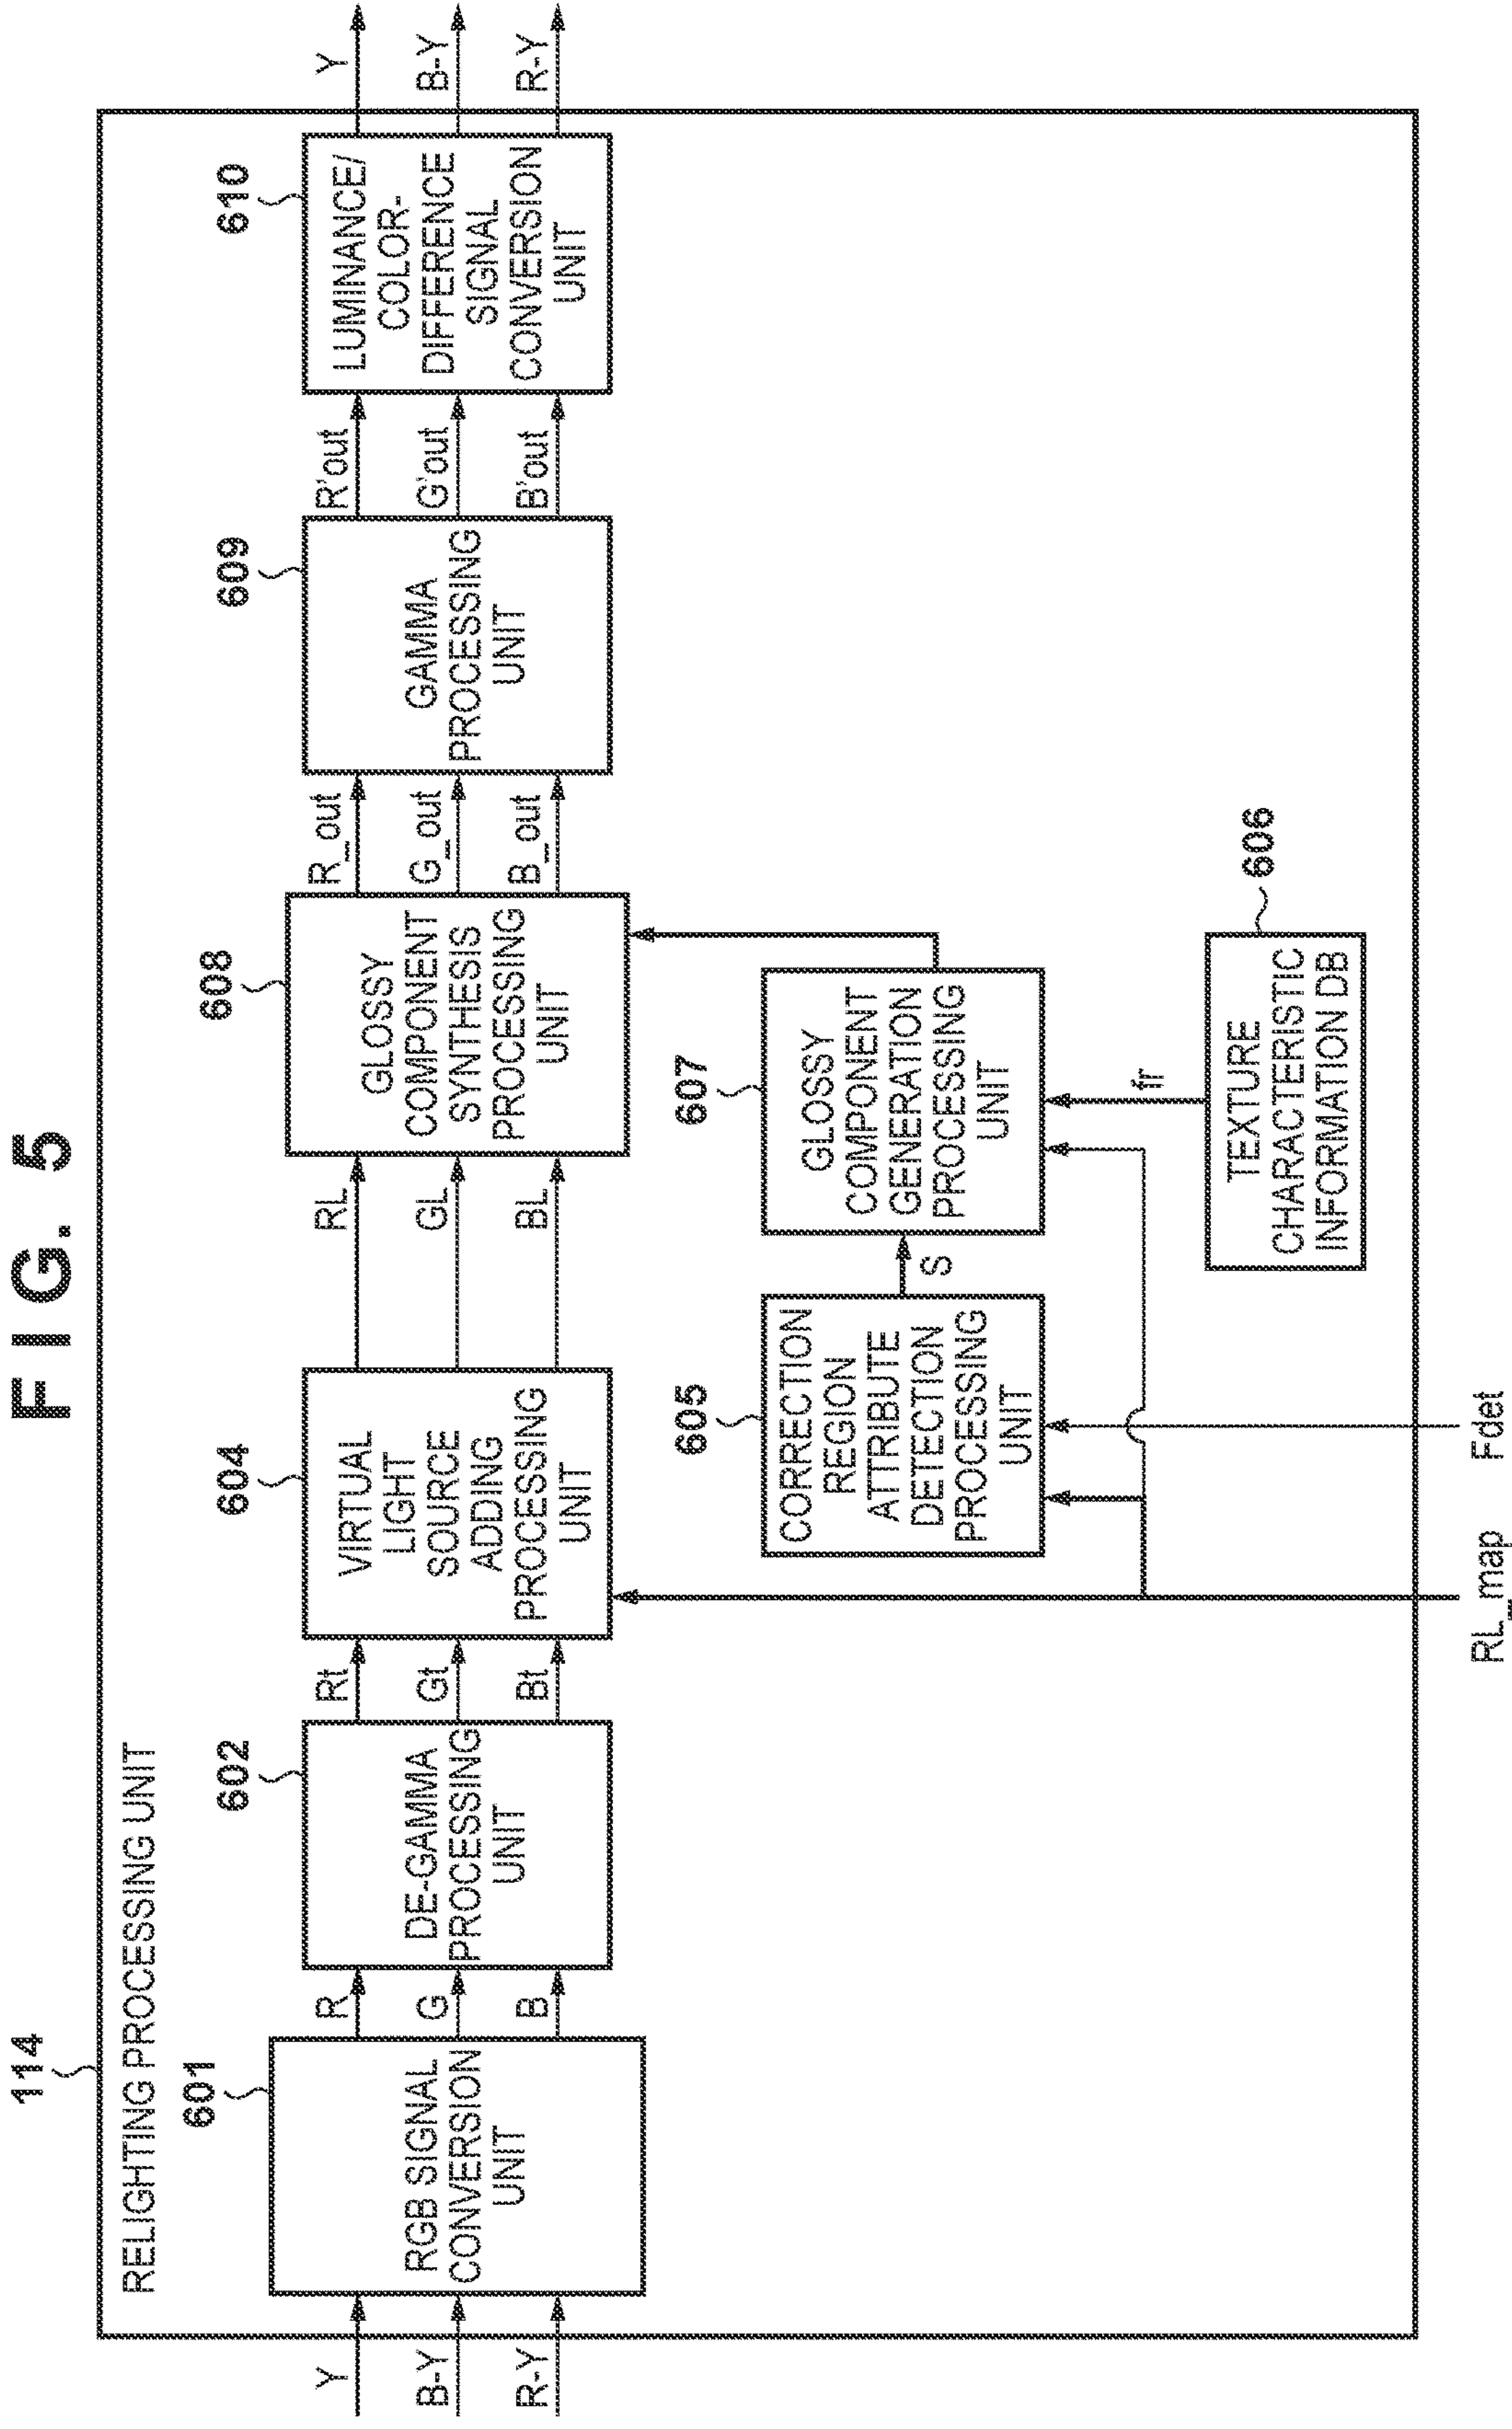 FIG. 5
114
RELIGHTING PROCESSING UNIT
Y
B-Y
R-Y
601
RGB SIGNAL
CONVERSION
UNIT
R
G
B
602
DE-GAMMA
PROCESSING
UNIT
Rt
Gt
Bt
604
VIRTUAL
LIGHT
SOURCE
ADDING
PROCESSING
UNIT
RL
GL
BL
608
GLOSSY
COMPONENT
SYNTHESIS
PROCESSING
UNIT
R_out
G_out
B_out
609
GAMMA
PROCESSING
UNIT
R'out
G'out
B'out
610
LUMINANCE/
COLOR-
DIFFERENCE
SIGNAL
CONVERSION
UNIT
Y
B-Y
R-Y
605
CORRECTION
REGION
ATTRIBUTE
DETECTION
PROCESSING
UNIT
S
607
GLOSSY
COMPONENT
GENERATION
PROCESSING
UNIT
fr
606
TEXTURE
CHARACTERISTIC
INFORMATION DB
RL_map
Fdet